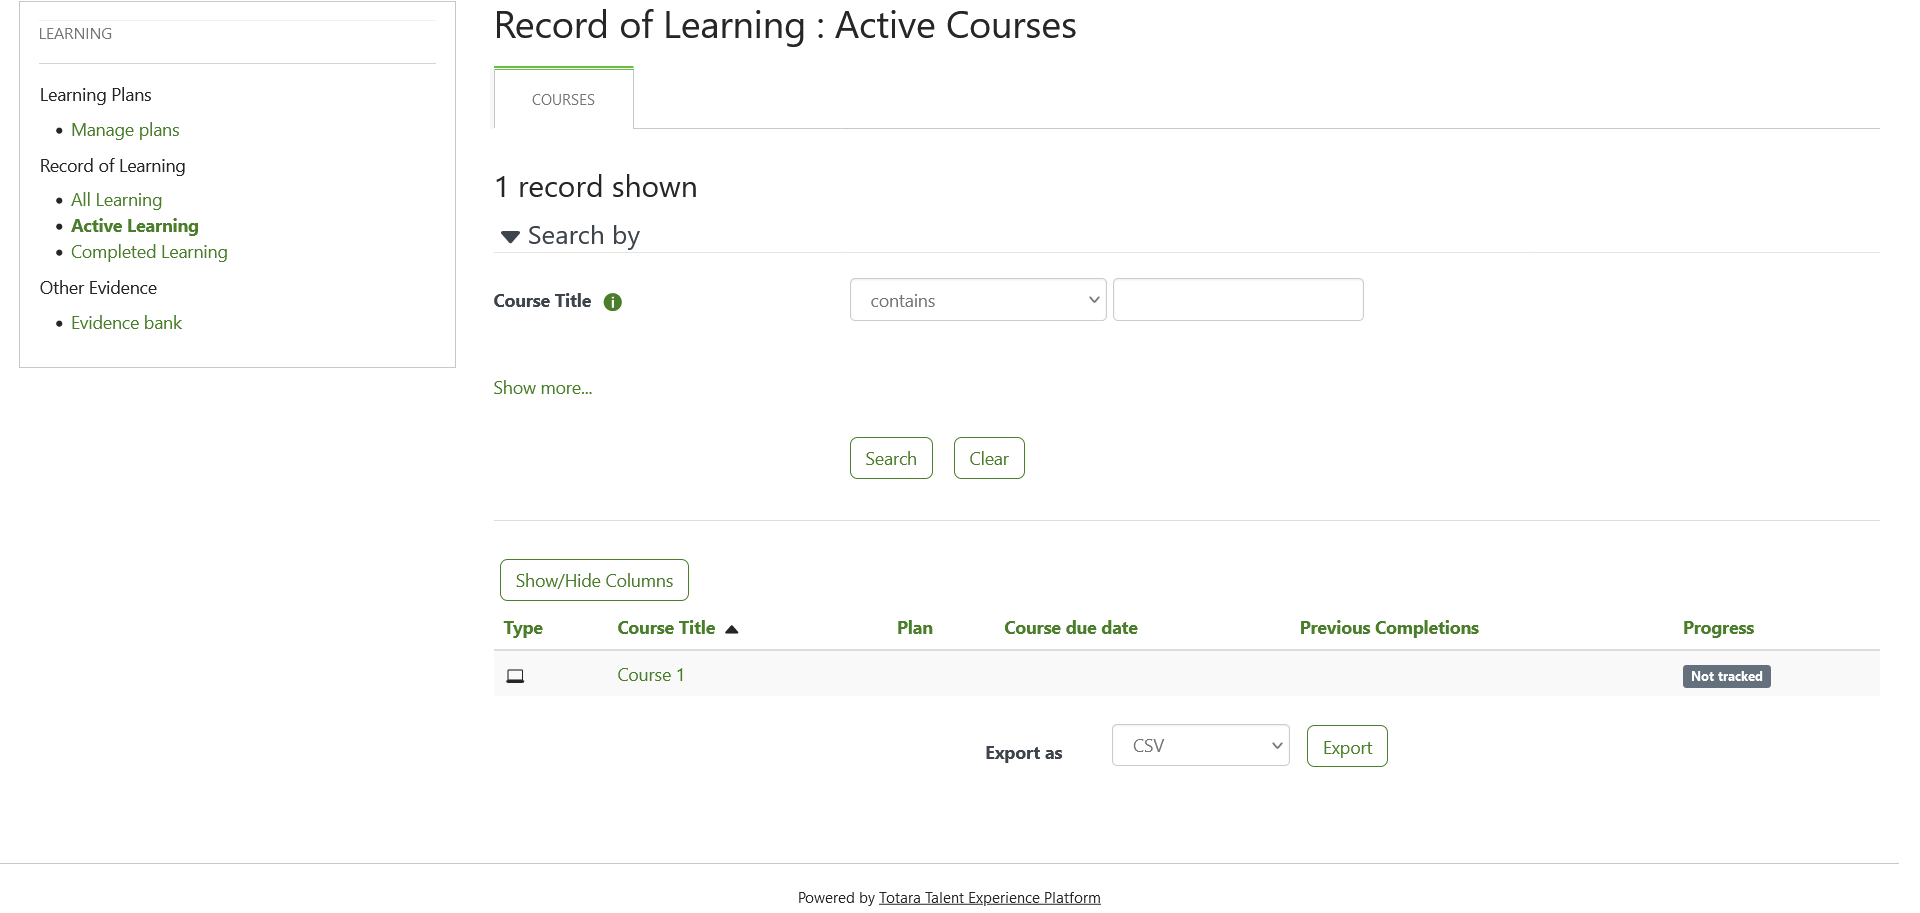 LEARNING
Learning Plans
Manage plans
Record of Learning
All Learning
Active Learning
Completed Learning
Other Evidence
Evidence bank
Record of Learning : Active Courses
COURSES
1 record shown
Search by
Course Title
contains
Show more...
Search Clear
Show/Hide Columns
Type Course Title Plan Course due date Previous Completions Progress
Course 1 Not tracked
Export as CSV Export
Powered by Totara Talent Experience Platform